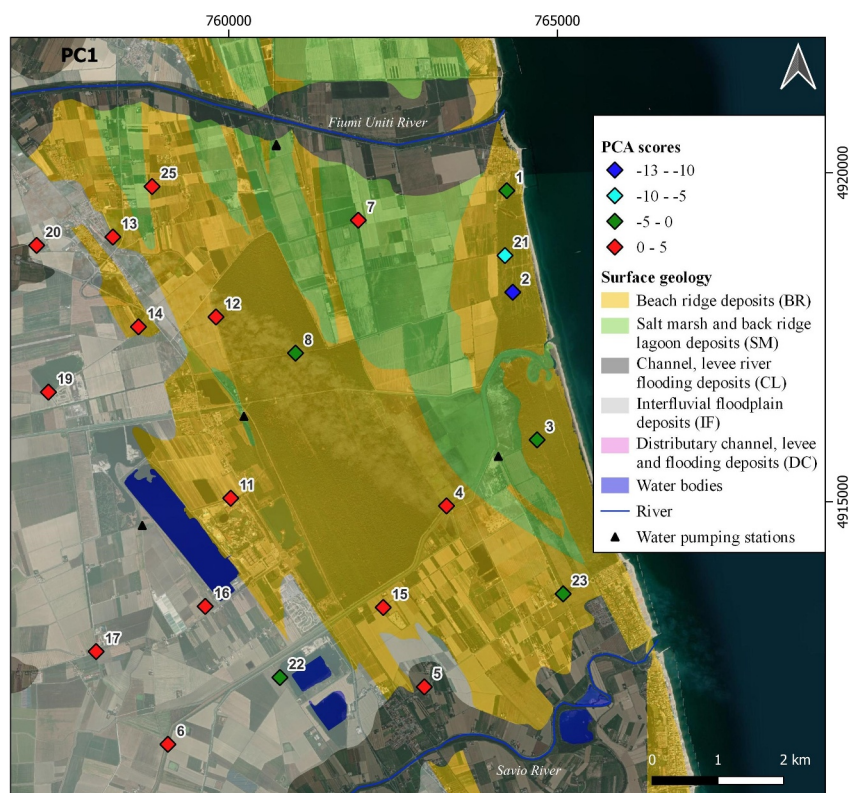 760000
765000
PC1
Fiumi Uniti River
4920000
PCA scores
-13 - -10
-10 - -5
-5 - 0
0 - 5
Surface geology
Beach ridge deposits (BR)
Salt marsh and back ridge
lagoon deposits (SM)
Channel, levee river
flooding deposits (CL)
Interfluvial floodplain
deposits (IF)
Distributary channel, levee
and flooding deposits (DC)
Water bodies
River
Water pumping stations
25
1
7
13
20
21
2
12
14
8
19
3
4915000
11
4
23
16
15
17
22
5
6
Savio River
0
1
2 km